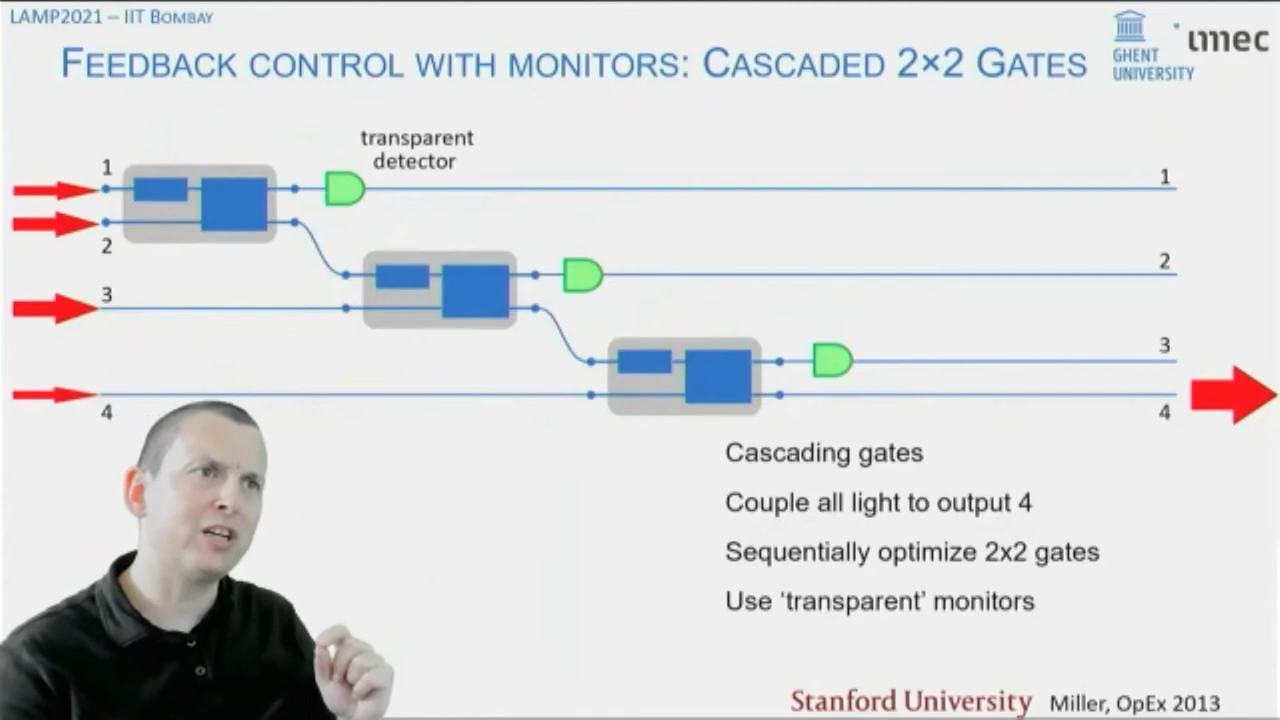 LAMP2021 – IIT BOMBAY
FEEDBACK CONTROL WITH MONITORS: CASCADED 2×2 GATES
GHENT
UNIVERSITY
imec
transparent
detector
1
1
2
2
3
3
4
4
Cascading gates
Couple all light to output 4
Sequentially optimize 2x2 gates
Use ‘transparent’ monitors
Stanford University Miller, OpEx 2013